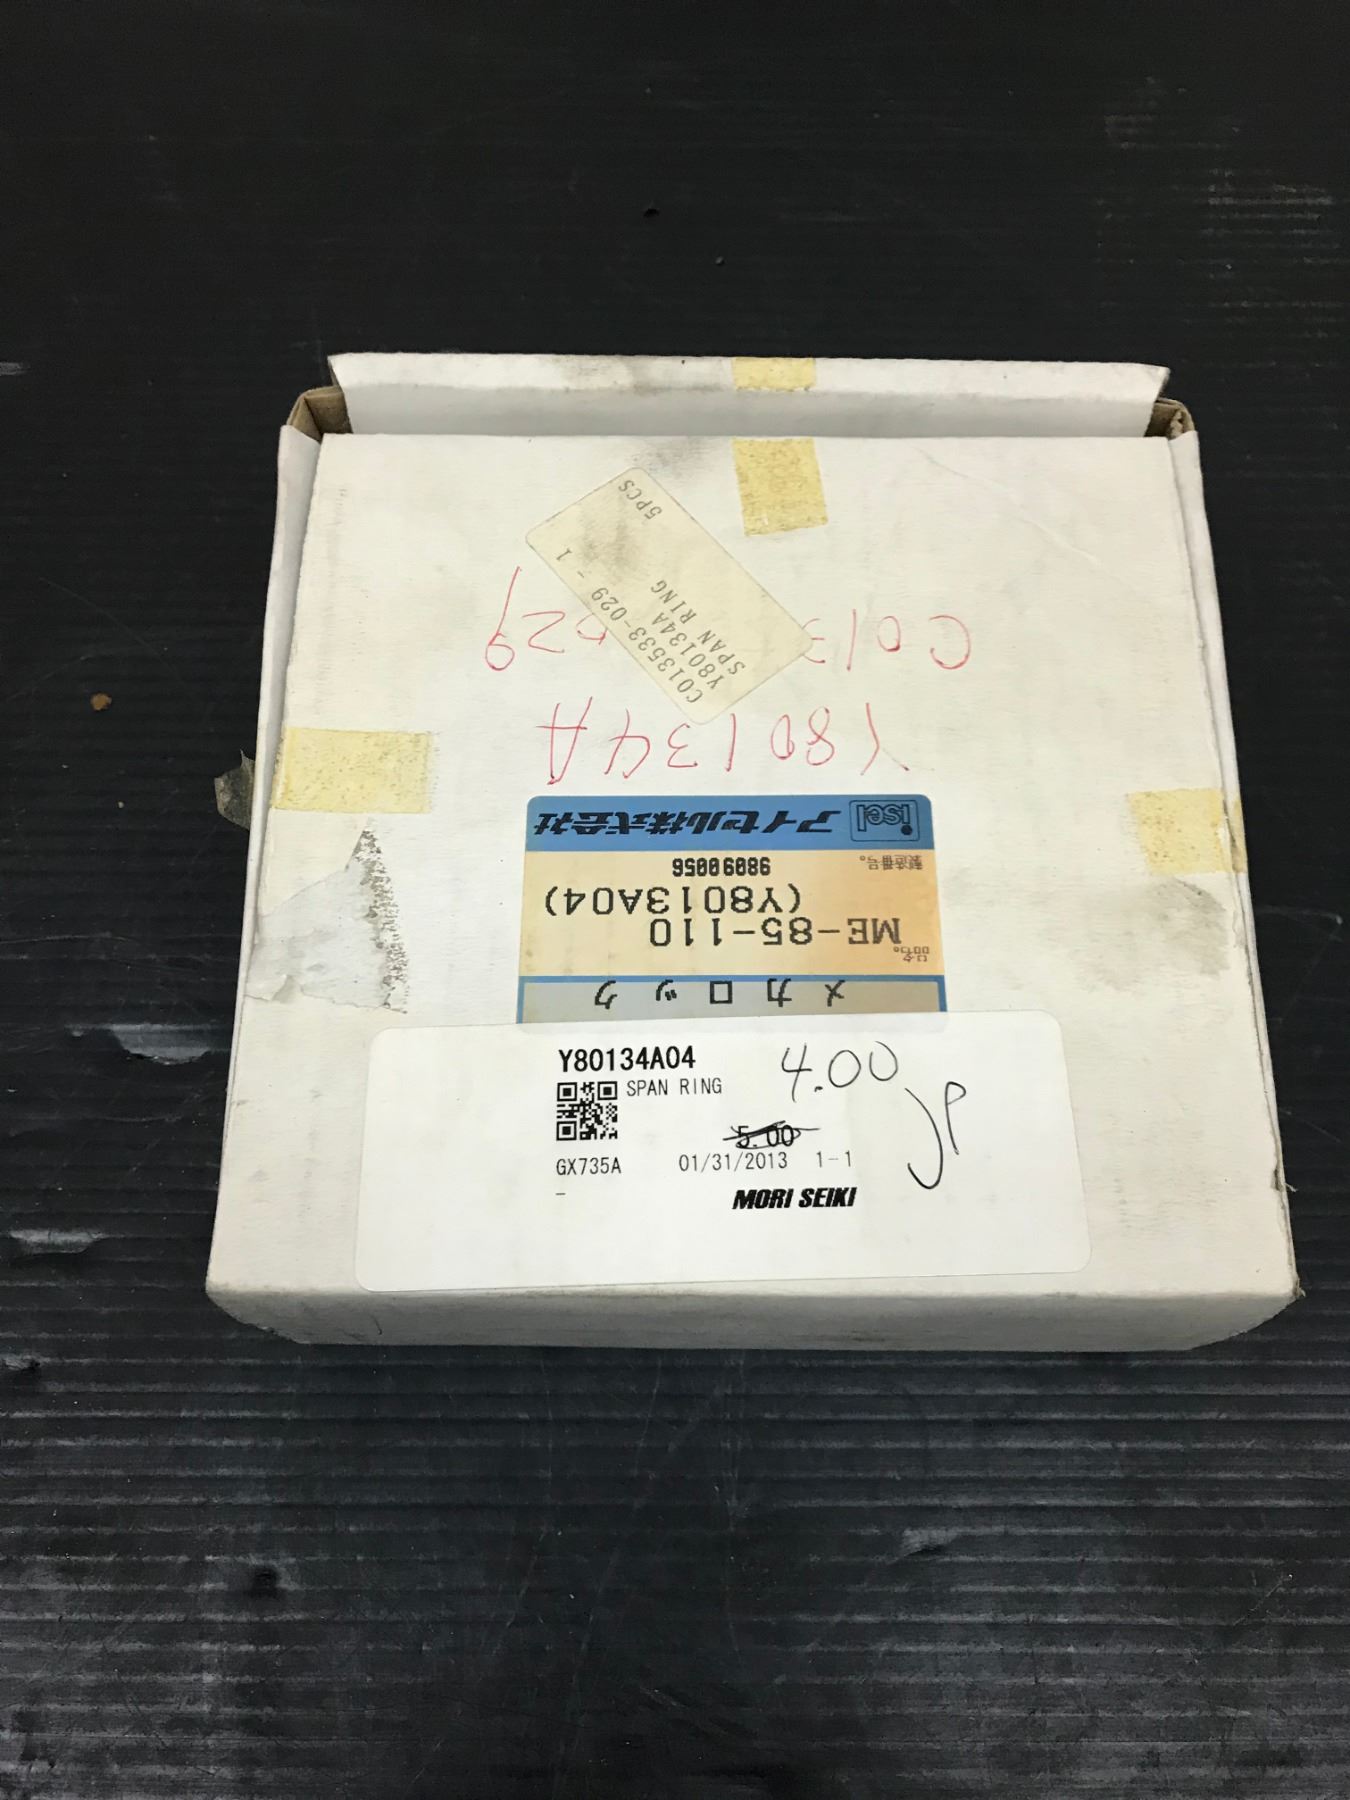 5PCS
C013533-029 - 1
Y80134A
SPAN RING
C013 029
Y80134A
isel アイセル株式会社
製造番号。
98090056
(Y8013A04)
ME-85-110
メカロック
Y80134A04
SPAN RING
4.00
JP
5.00
GX735A 01/31/2013 1-1
-
MORI SEIKI